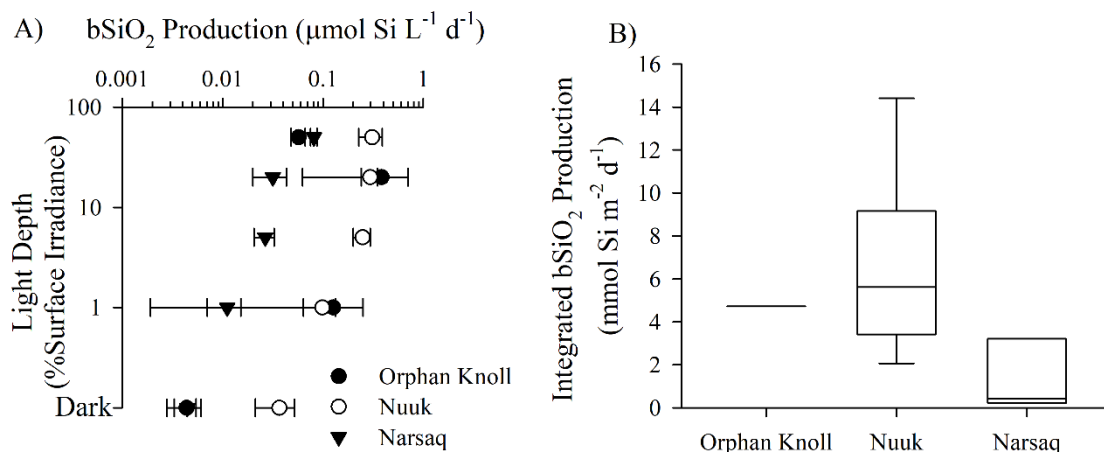 A)
bSiO2 Production (μmol Si L-1 d-1)
0.001 0.01 0.1 1
100
10
1
Dark
Light Depth
(%Surface Irradiance)
Orphan Knoll
Nuuk
Narsaq
B)
Integrated bSiO2 Production
(mmol Si m-2 d-1)
16
14
12
10
8
6
4
2
0
Orphan Knoll Nuuk Narsaq